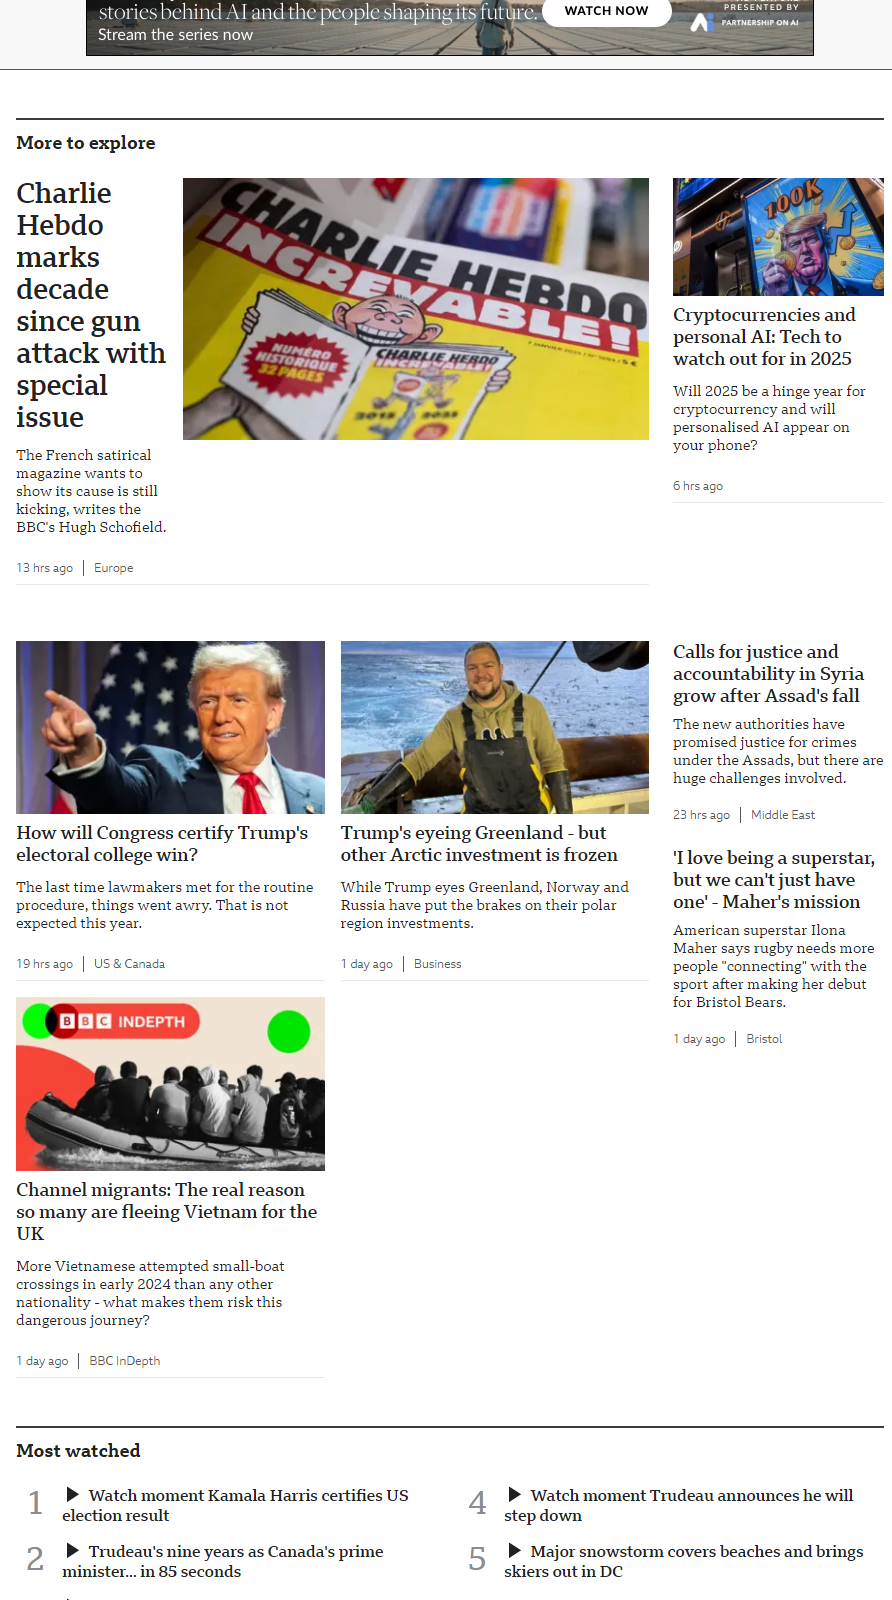 stories behind AI and the people shaping its future.
WATCH NOW
Stream the series now
PRESENTED BY
PARTNERSHIP ON AI
More to explore
Charlie
Hebdo
marks
decade
since gun
attack with
special
issue
The French satirical
magazine wants to
show its cause is still
kicking, writes the
BBC's Hugh Schofield.
13 hrs ago | Europe
CHARLIE HEBDO
INCREVABLE!
NUMÉRO
HISTORIQUE
32 PAGES
CHARLIE HEBDO
INCREVABLE!
2015 2025
100K
Cryptocurrencies and
personal AI: Tech to
watch out for in 2025
Will 2025 be a hinge year for
cryptocurrency and will
personalised AI appear on
your phone?
6 hrs ago
How will Congress certify Trump's
electoral college win?
The last time lawmakers met for the routine
procedure, things went awry. That is not
expected this year.
19 hrs ago | US & Canada
Trump's eyeing Greenland - but
other Arctic investment is frozen
While Trump eyes Greenland, Norway and
Russia have put the brakes on their polar
region investments.
1 day ago | Business
Calls for justice and
accountability in Syria
grow after Assad's fall
The new authorities have
promised justice for crimes
under the Assads, but there are
huge challenges involved.
23 hrs ago | Middle East
'I love being a superstar,
but we can't just have
one' - Maher's mission
American superstar Ilona
Maher says rugby needs more
people "connecting" with the
sport after making her debut
for Bristol Bears.
1 day ago | Bristol
BBC INDEPTH
Channel migrants: The real reason
so many are fleeing Vietnam for the
UK
More Vietnamese attempted small-boat
crossings in early 2024 than any other
nationality - what makes them risk this
dangerous journey?
1 day ago | BBC InDepth
Most watched
1 Watch moment Kamala Harris certifies US
election result
2 Trudeau's nine years as Canada's prime
minister... in 85 seconds
4 Watch moment Trudeau announces he will
step down
5 Major snowstorm covers beaches and brings
skiers out in DC